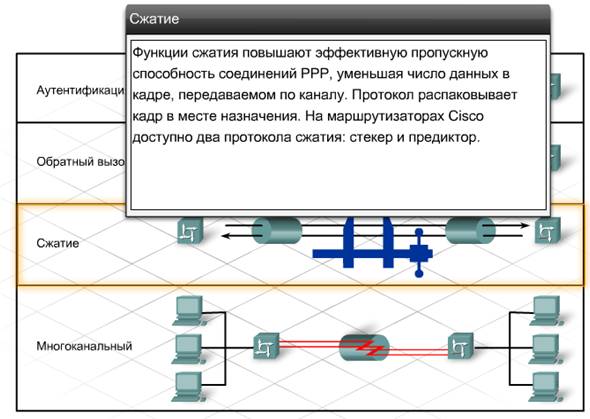 Сжатие
Функции сжатия повышают эффективную пропускную
способность соединений PPP, уменьшая число данных в
кадре, передаваемом по каналу. Протокол распаковывает
кадр в месте назначения. На маршрутизаторах Cisco
доступно два протокола сжатия: стекер и предиктор.
Аутентификаци
Обратный вызо
Сжатие
Многоканальный